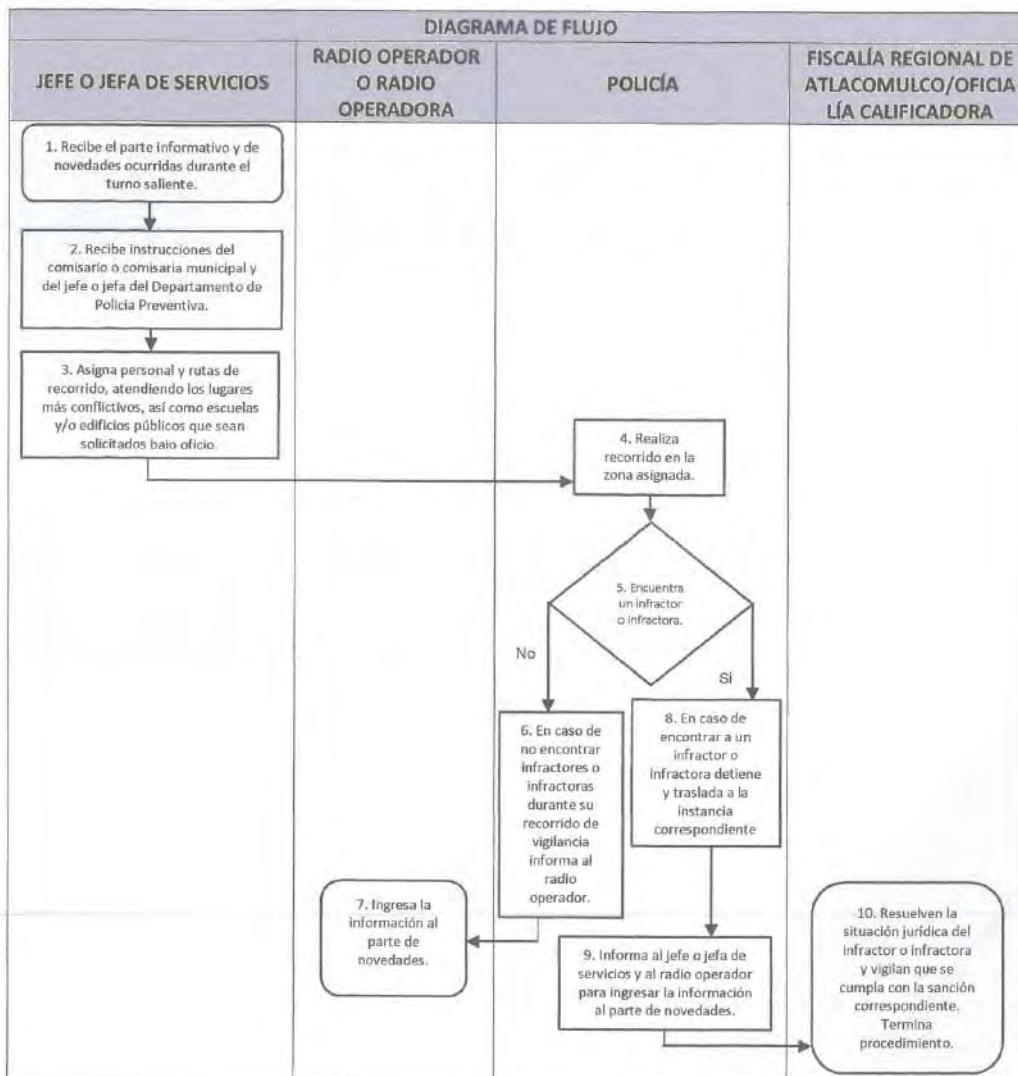 DIAGRAMA DE FLUJO
JEFE O JEFA DE SERVICIOS
RADIO OPERADOR
O RADIO
OPERADORA
POLICÍA
FISCALÍA REGIONAL DE
ATLACOMULCO/OFICIA
LÍA CALIFICADORA
1. Recibe el parte informativo y de
novedades ocurridas durante el
turno saliente.
2. Recibe instrucciones del
comisario o comisaria municipal y
del jefe o jefa del Departamento de
Policía Preventiva.
3. Asigna personal y rutas de
recorrido, atendiendo los lugares
más conflictivos, así como escuelas
y/o edificios públicos que sean
solicitados bajo oficio.
4. Realiza
recorrido en la
zona asignada.
5. Encuentra
un infractor
o infractora.
No
Si
6. En caso de
no encontrar
infractores o
infractoras
durante su
recorrido de
vigilancia
informa al
radio
operador.
8. En caso de
encontrar a un
infractor o
infractora detiene
y traslada a la
instancia
correspondiente
7. Ingresa la
información al
parte de
novedades.
9. Informa al jefe o jefa de
servicios y al radio operador
para ingresar la información
al parte de novedades.
10. Resuelven la
situación jurídica del
infractor o infractora
y vigilan que se
cumpla con la sanción
correspondiente.
Termina
procedimiento.